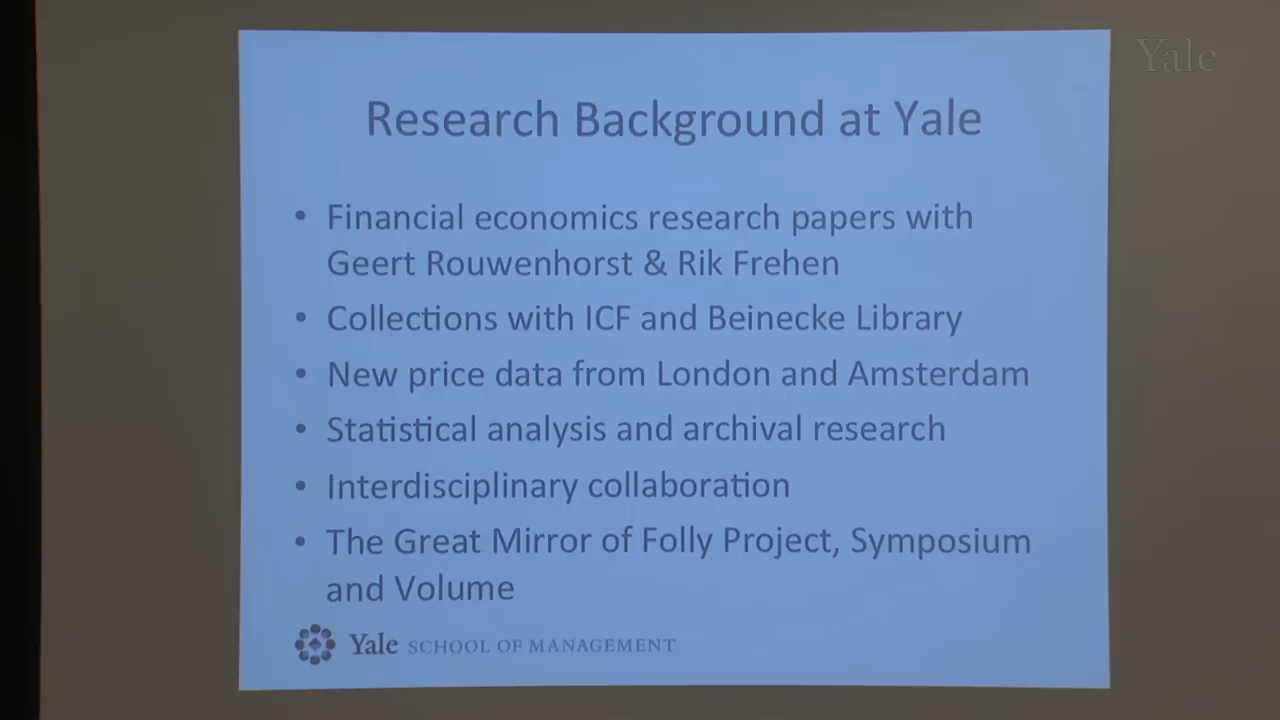 Yale
Research Background at Yale
• Financial economics research papers with
Geert Rouwenhorst & Rik Frehen
• Collections with ICF and Beinecke Library
• New price data from London and Amsterdam
• Statistical analysis and archival research
• Interdisciplinary collaboration
• The Great Mirror of Folly Project, Symposium
and Volume
Yale SCHOOL OF MANAGEMENT